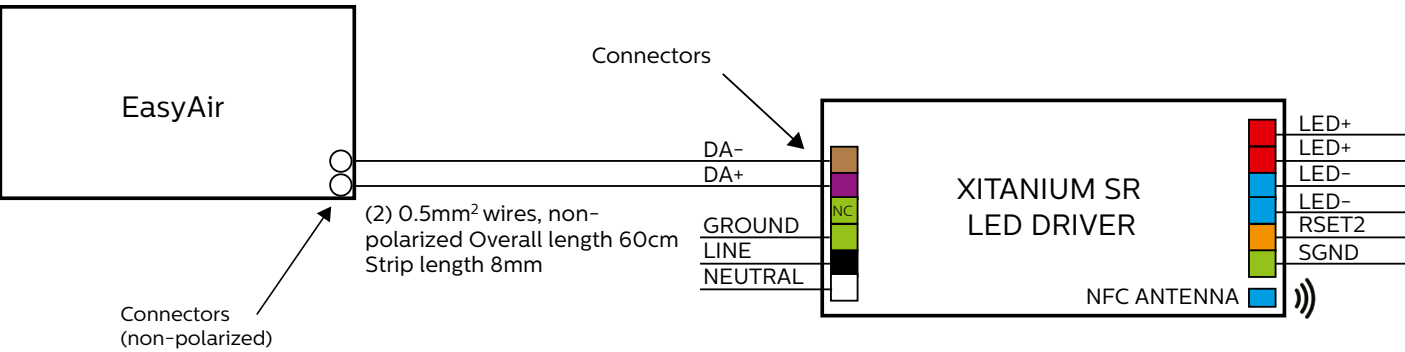 EasyAir
Connectors
(non-polarized)
(2) 0.5mm² wires, non-
polarized Overall length 60cm
Strip length 8mm
Connectors
DA-
DA+
GROUND
LINE
NEUTRAL
NC
XITANIUM SR
LED DRIVER
NFC ANTENNA
LED+
LED+
LED-
LED-
RSET2
SGND